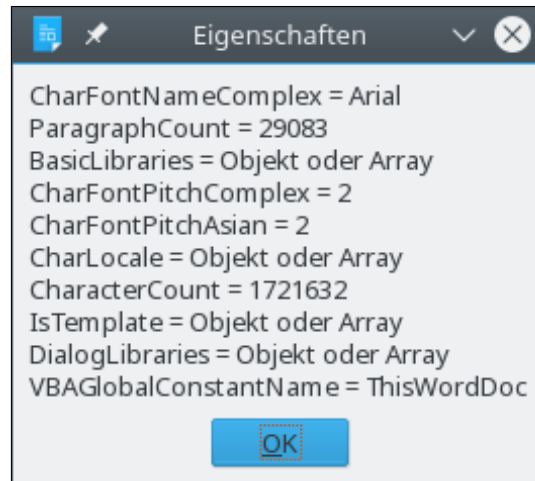 Eigenschaften
CharFontNameComplex = Arial
ParagraphCount = 29083
BasicLibraries = Objekt oder Array
CharFontPitchComplex = 2
CharFontPitchAsian = 2
CharLocale = Objekt oder Array
CharacterCount = 1721632
IsTemplate = Objekt oder Array
DialogLibraries = Objekt oder Array
VBAGlobalConstantName = ThisWordDoc
OK